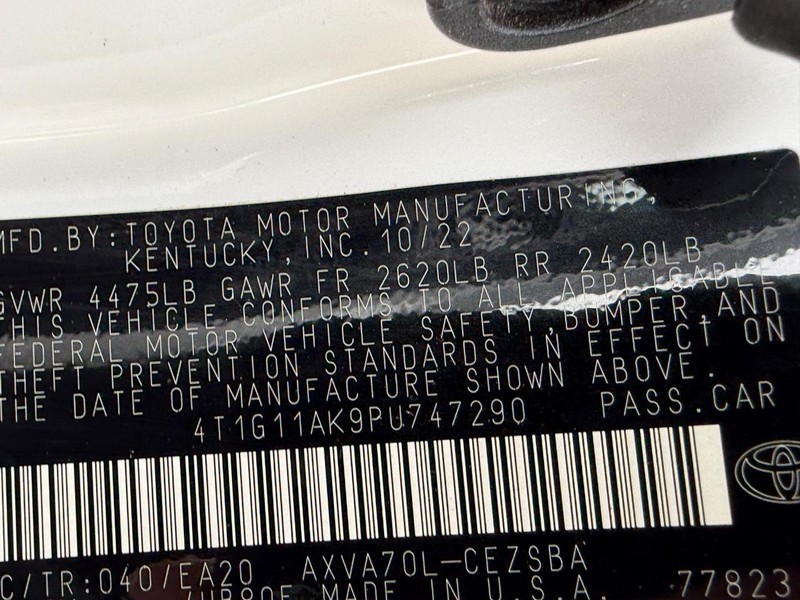 MFD.BY:TOYOTA MOTOR MANUFACTURING,
KENTUCKY,INC. 10/22
GVWR 4475LB GAWR FR 2620LB RR 2420LB
THIS VEHICLE CONFORMS TO ALL APPLICABLE
FEDERAL MOTOR VEHICLE SAFETY,BUMPER,AND
THEFT PREVENTION STANDARDS IN EFFECT ON
THE DATE OF MANUFACTURE SHOWN ABOVE.
4T1G11AK9PU747290 PASS.CAR
C/TR:040/EA20 AXVA70L-CEZSBA
MADE IN U.S.A. 77823